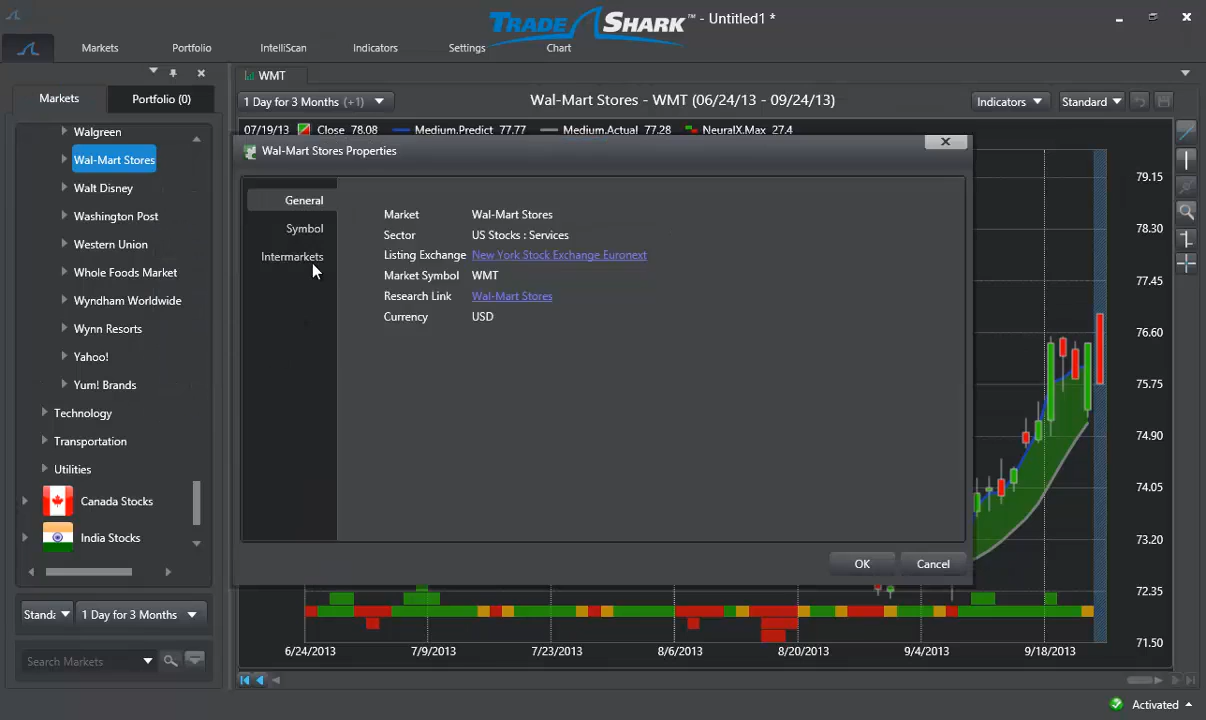 TRADE SHARK™ - Untitled1 *
Markets Portfolio IntelliScan Indicators Settings Chart
Markets Portfolio (0)
Walgreen
Wal-Mart Stores
Walt Disney
Washington Post
Western Union
Whole Foods Market
Wyndham Worldwide
Wynn Resorts
Yahoo!
Yum! Brands
Technology
Transportation
Utilities
Canada Stocks
India Stocks
Standa 1 Day for 3 Months
Search Markets
WMT
1 Day for 3 Months (+1) Wal-Mart Stores - WMT (06/24/13 - 09/24/13) Indicators Standard
07/19/13 Close 78.08 Medium.Predict 77.77 Medium.Actual 77.28 NeuralX.Max 27.4
Wal-Mart Stores Properties
General
Symbol
Intermarkets
Market Wal-Mart Stores
Sector US Stocks : Services
Listing Exchange New York Stock Exchange Euronext
Market Symbol WMT
Research Link Wal-Mart Stores
Currency USD
OK Cancel
79.15
78.30
77.45
76.60
75.75
74.90
74.05
73.20
72.35
71.50
6/24/2013 7/9/2013 7/23/2013 8/6/2013 8/20/2013 9/4/2013 9/18/2013
Activated